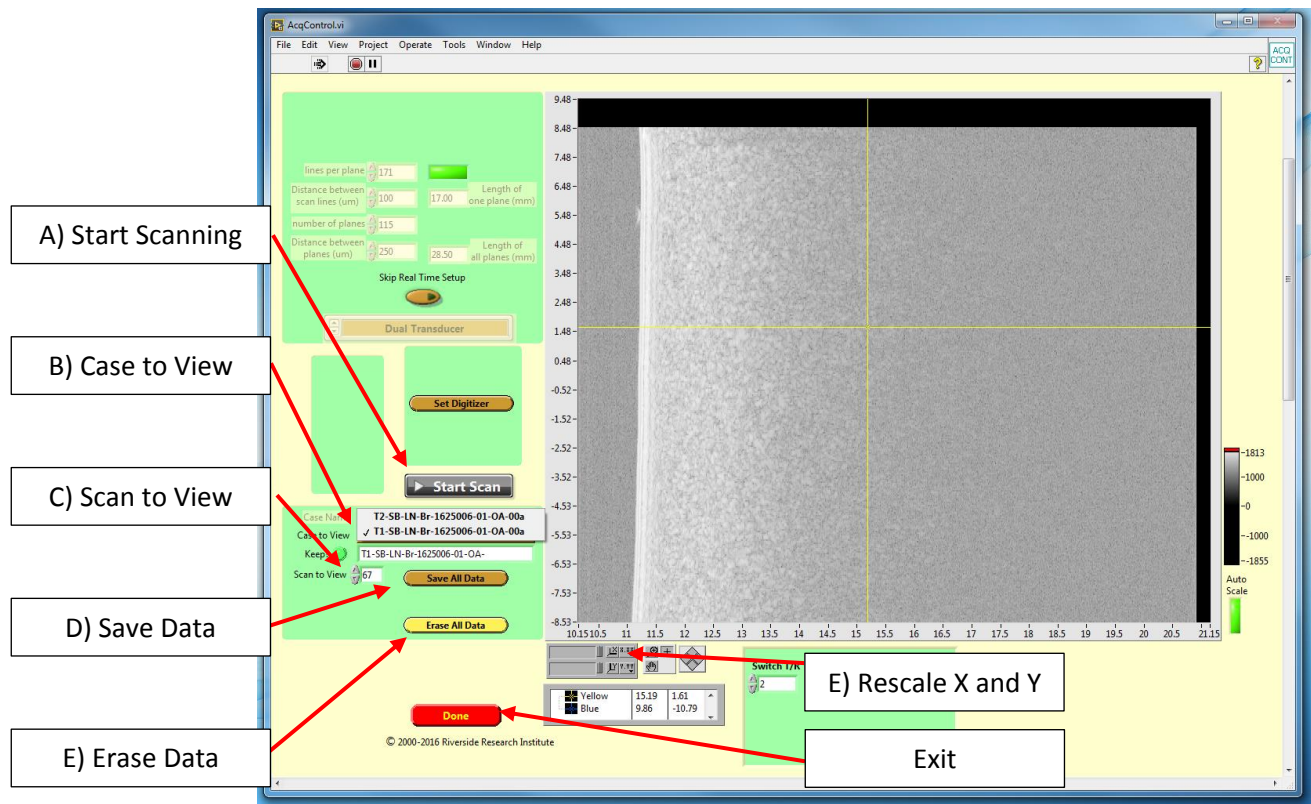 AcqControl.vi
File Edit View Project Operate Tools Window Help
ACQ
CONT
lines per plane 171
Distance between
scan lines (um) 100 17.00 Length of
one plane (mm)
number of planes 115
Distance between
planes (um) 250 28.50 Length of
all planes (mm)
Skip Real Time Setup
Dual Transducer
Set Digitizer
Start Scan
T2-SB-LN-Br-1625006-01-OA-00a
Case to View ✓ T1-SB-LN-Br-1625006-01-OA-00a
T1-SB-LN-Br-1625006-01-OA-
Scan to View 67 Save All Data
Erase All Data
Done
© 2000-2016 Riverside Research Institute
A) Start Scanning
B) Case to View
C) Scan to View
D) Save Data
E) Erase Data
9.48
8.48
7.48
6.48
5.48
4.48
3.48
2.48
1.48
0.48
-0.52
-1.52
-2.52
-3.52
-4.53
-5.53
-6.53
-7.53
-8.53
10.15 10.5 11 11.5 12 12.5 13 13.5 14 14.5 15 15.5 16 16.5 17 17.5 18 18.5 19 19.5 20 20.5 21.15
1813
1000
0
-1000
-1855
Auto
Scale
Yellow 15.19 1.61
Blue 9.86 -10.79
Switch
2
E) Rescale X and Y
Exit